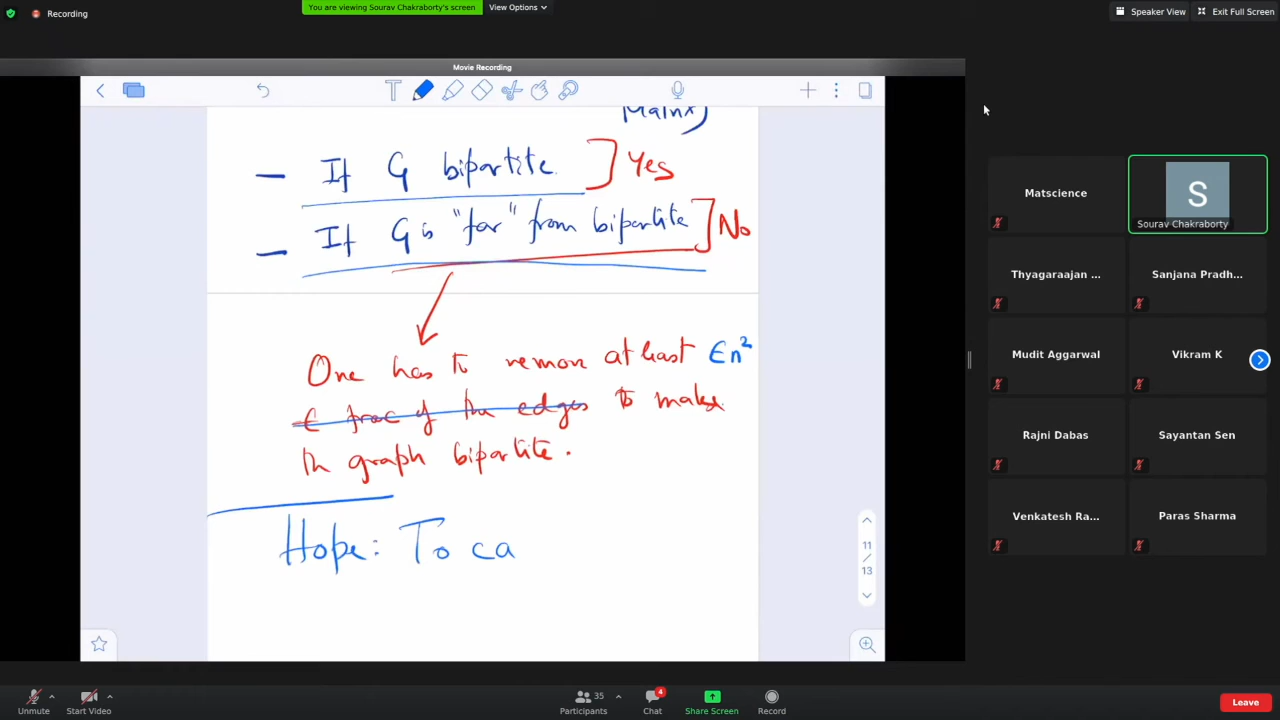 Recording
You are viewing Sourav Chakraborty's screen
View Options
Speaker View
Exit Full Screen
Movie Recording
Matrix)
- If G bipartite ] Yes
- If G is "far" from bipartite ] No
One has to remove at least ∈n²
∈ frac of the edges to make
the graph bipartite.
Hope: To ca
11
/
13
Matscience
S
Sourav Chakraborty
Thyagaraajan ...
Sanjana Pradh...
Mudit Aggarwal
Vikram K
Rajni Dabas
Sayantan Sen
Venkatesh Ra...
Paras Sharma
Unmute
Start Video
35
Participants
4
Chat
Share Screen
Record
Leave